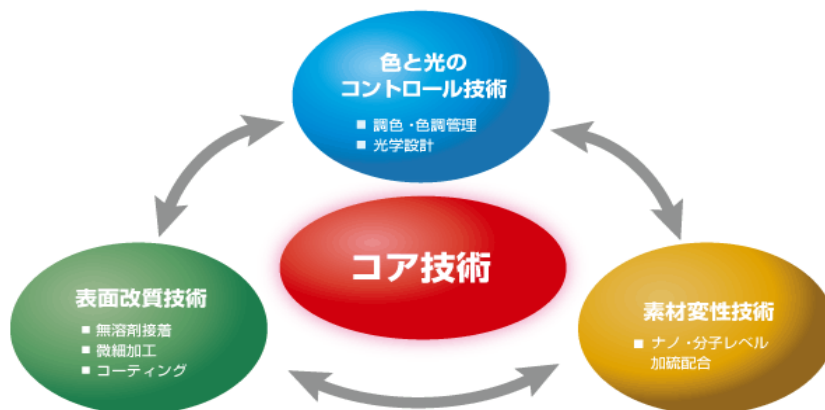 色と光の
コントロール技術
■ 調色・色調管理
■ 光学設計
コア技術
表面改質技術
■ 無溶剤接着
■ 微細加工
■ コーティング
素材変性技術
■ ナノ・分子レベル
加硫配合